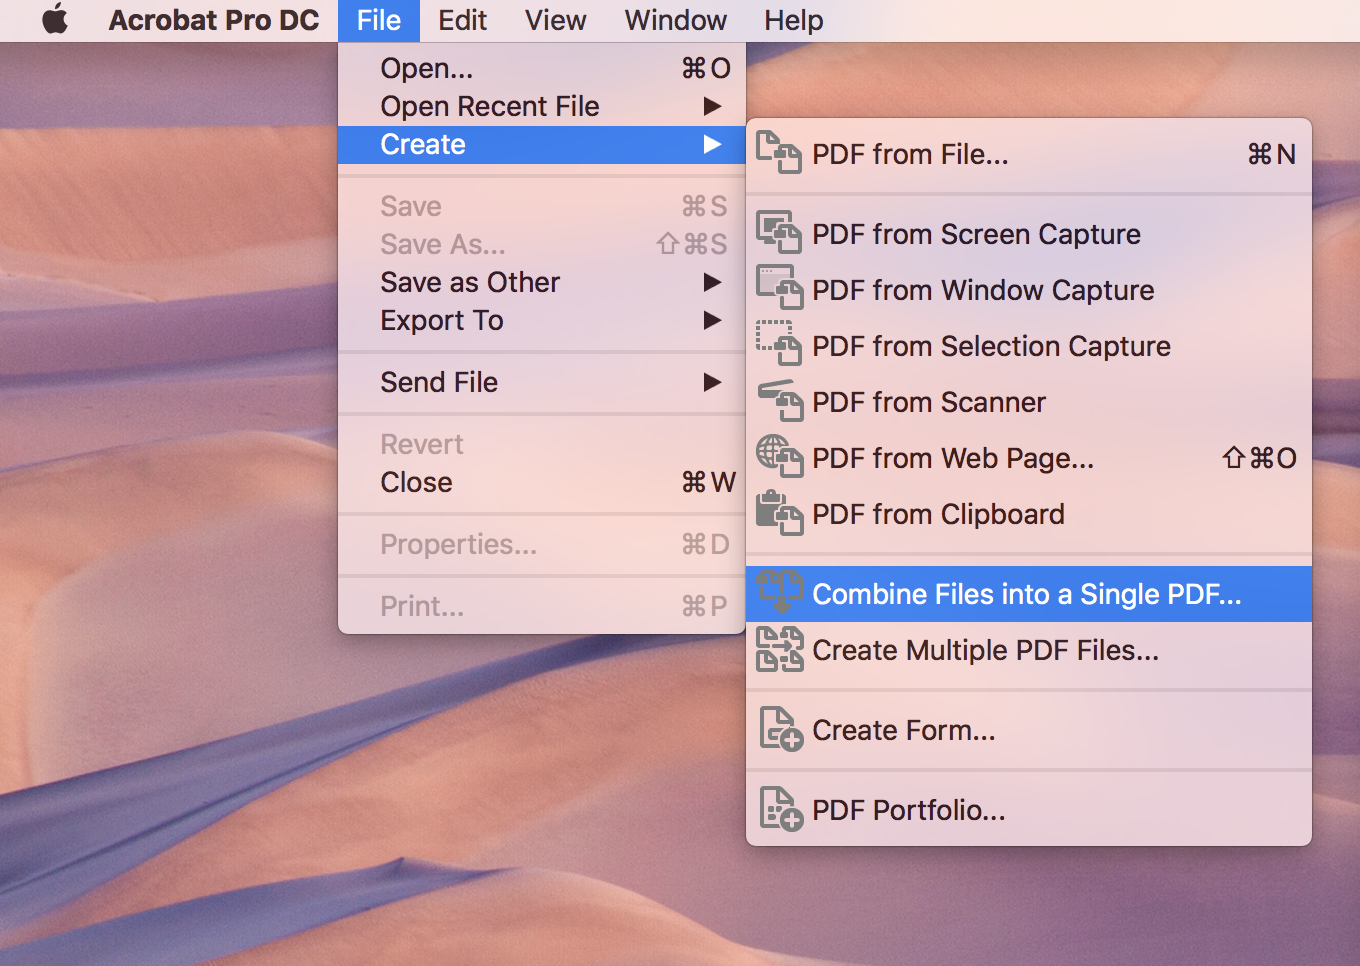 Acrobat Pro DC File Edit View Window Help
Open... ⌘O
Open Recent File ▶
Create ▶
Save ⌘S
Save As... ⇧⌘S
Save as Other ▶
Export To ▶
Send File ▶
Revert
Close ⌘W
Properties... ⌘D
Print... ⌘P
PDF from File... ⌘N
PDF from Screen Capture
PDF from Window Capture
PDF from Selection Capture
PDF from Scanner
PDF from Web Page... ⇧⌘O
PDF from Clipboard
Combine Files into a Single PDF...
Create Multiple PDF Files...
Create Form...
PDF Portfolio...